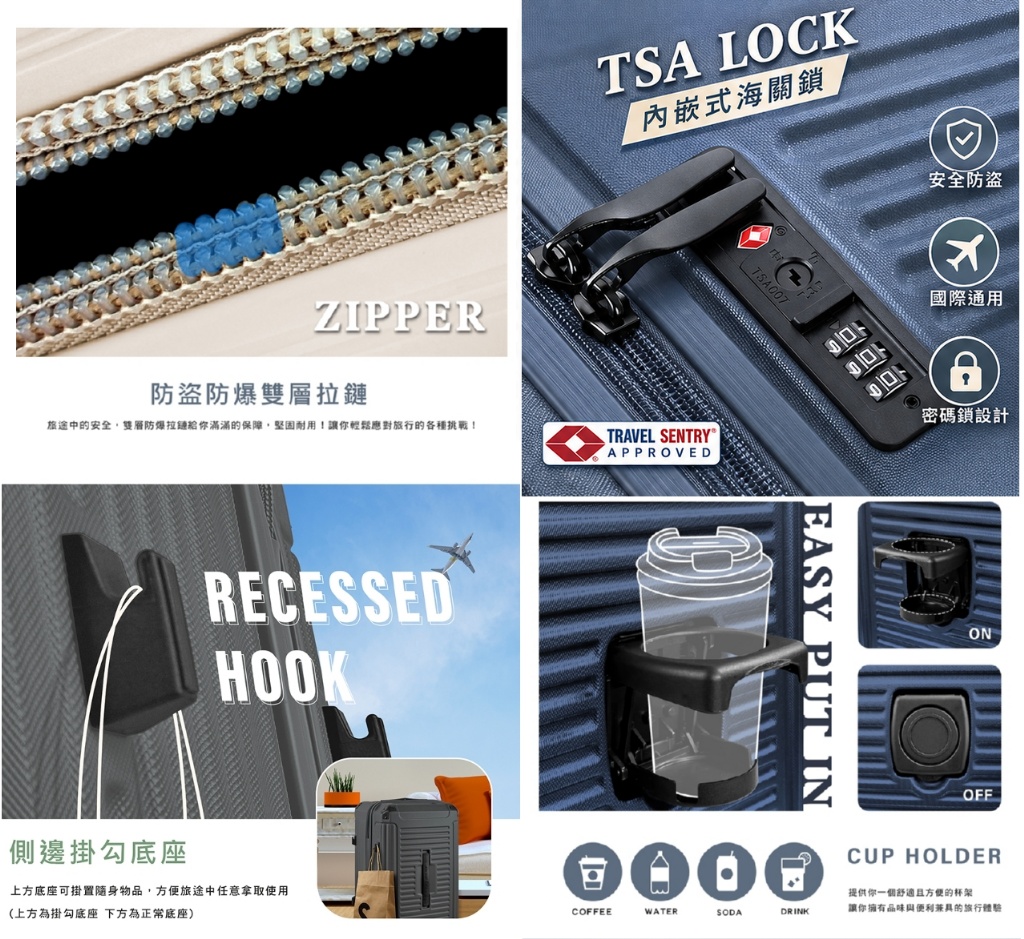 ZIPPER
防盜防爆雙層拉鏈
旅途中的安全,雙層防爆拉鏈給你滿滿的保障,堅固耐用!讓你輕鬆應對旅行的各種挑戰!
TSA LOCK
內嵌式海關鎖
安全防盜
國際通用
密碼鎖設計
TSA007
0
0
0
TRAVEL SENTRY®
APPROVED
RECESSED
HOOK
側邊掛勾底座
上方底座可掛置隨身物品,方便旅途中任意拿取使用
(上方為掛勾底座 下方為正常底座)
EASY PUT IN
ON
OFF
COFFEE
WATER
SODA
DRINK
CUP HOLDER
提供你一個舒適且方便的杯架
讓你擁有品味與便利兼具的旅行體驗